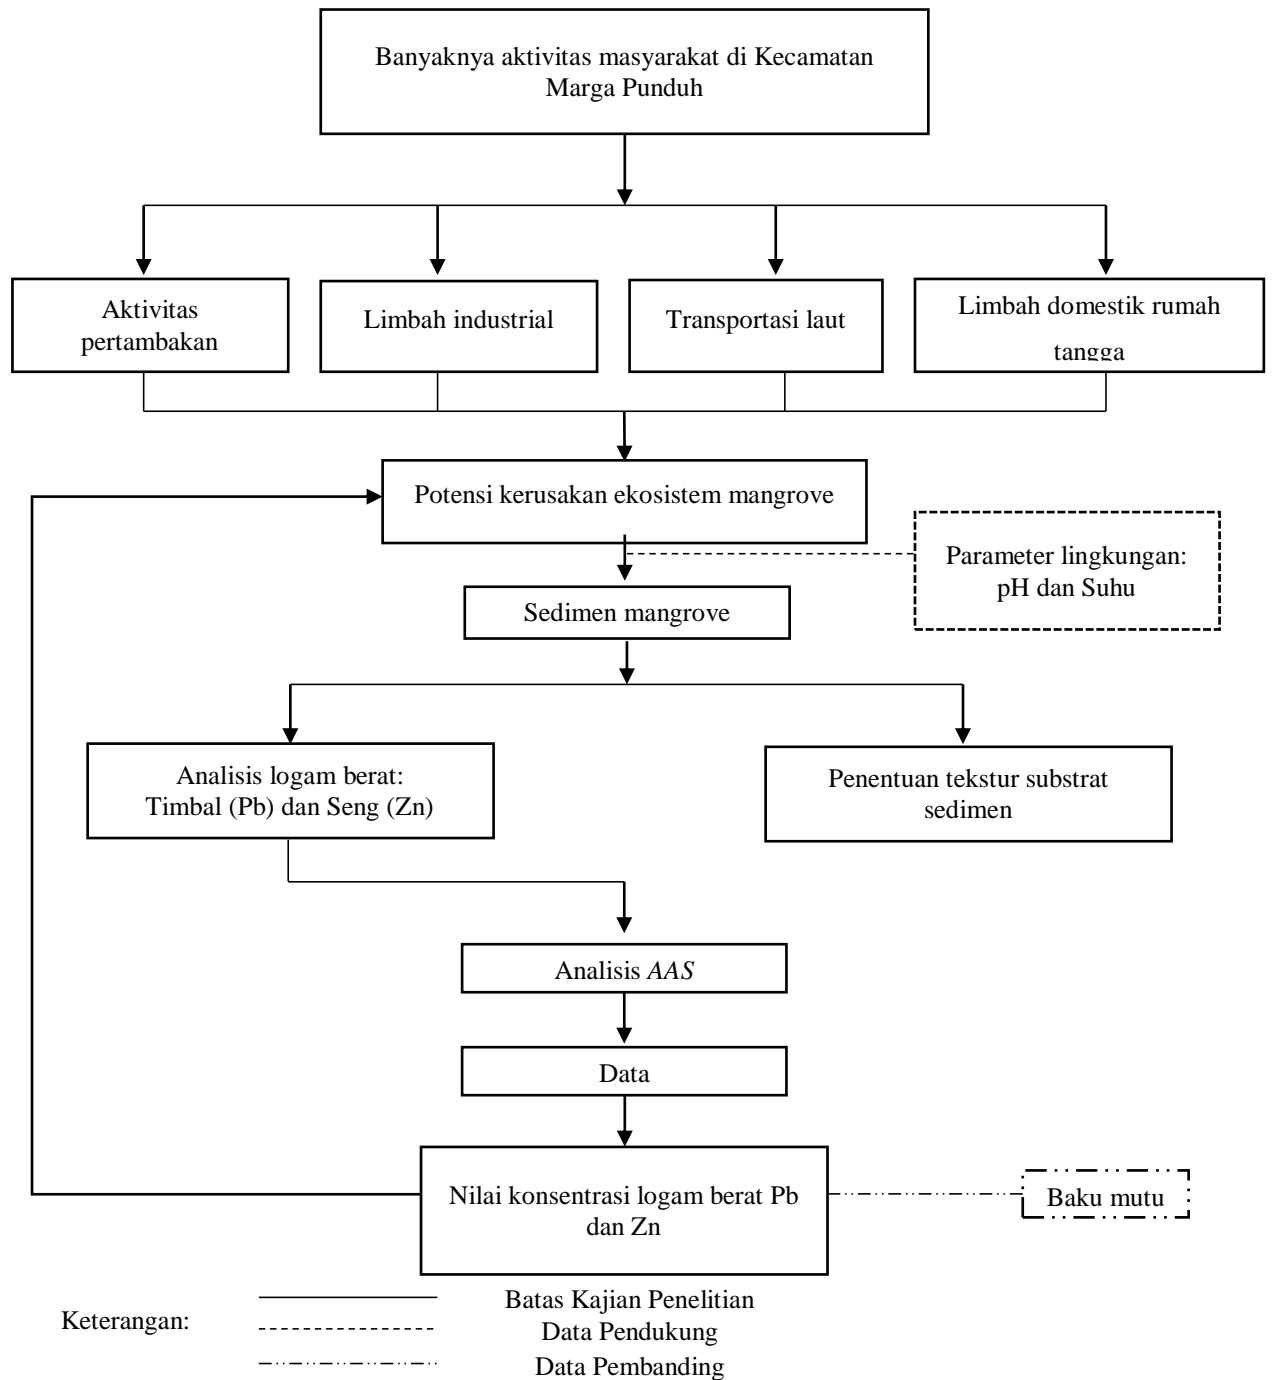 Banyaknya aktivitas masyarakat di Kecamatan
Marga Punduh
Aktivitas
pertambakan
Limbah industrial
Transportasi laut
Limbah domestik rumah
tangga
Potensi kerusakan ekosistem mangrove
Parameter lingkungan:
pH dan Suhu
Sedimen mangrove
Analisis logam berat:
Timbal (Pb) dan Seng (Zn)
Penentuan tekstur substrat
sedimen
Analisis AAS
Data
Nilai konsentrasi logam berat Pb
dan Zn
Baku mutu
Keterangan:
Batas Kajian Penelitian
Data Pendukung
Data Pembanding